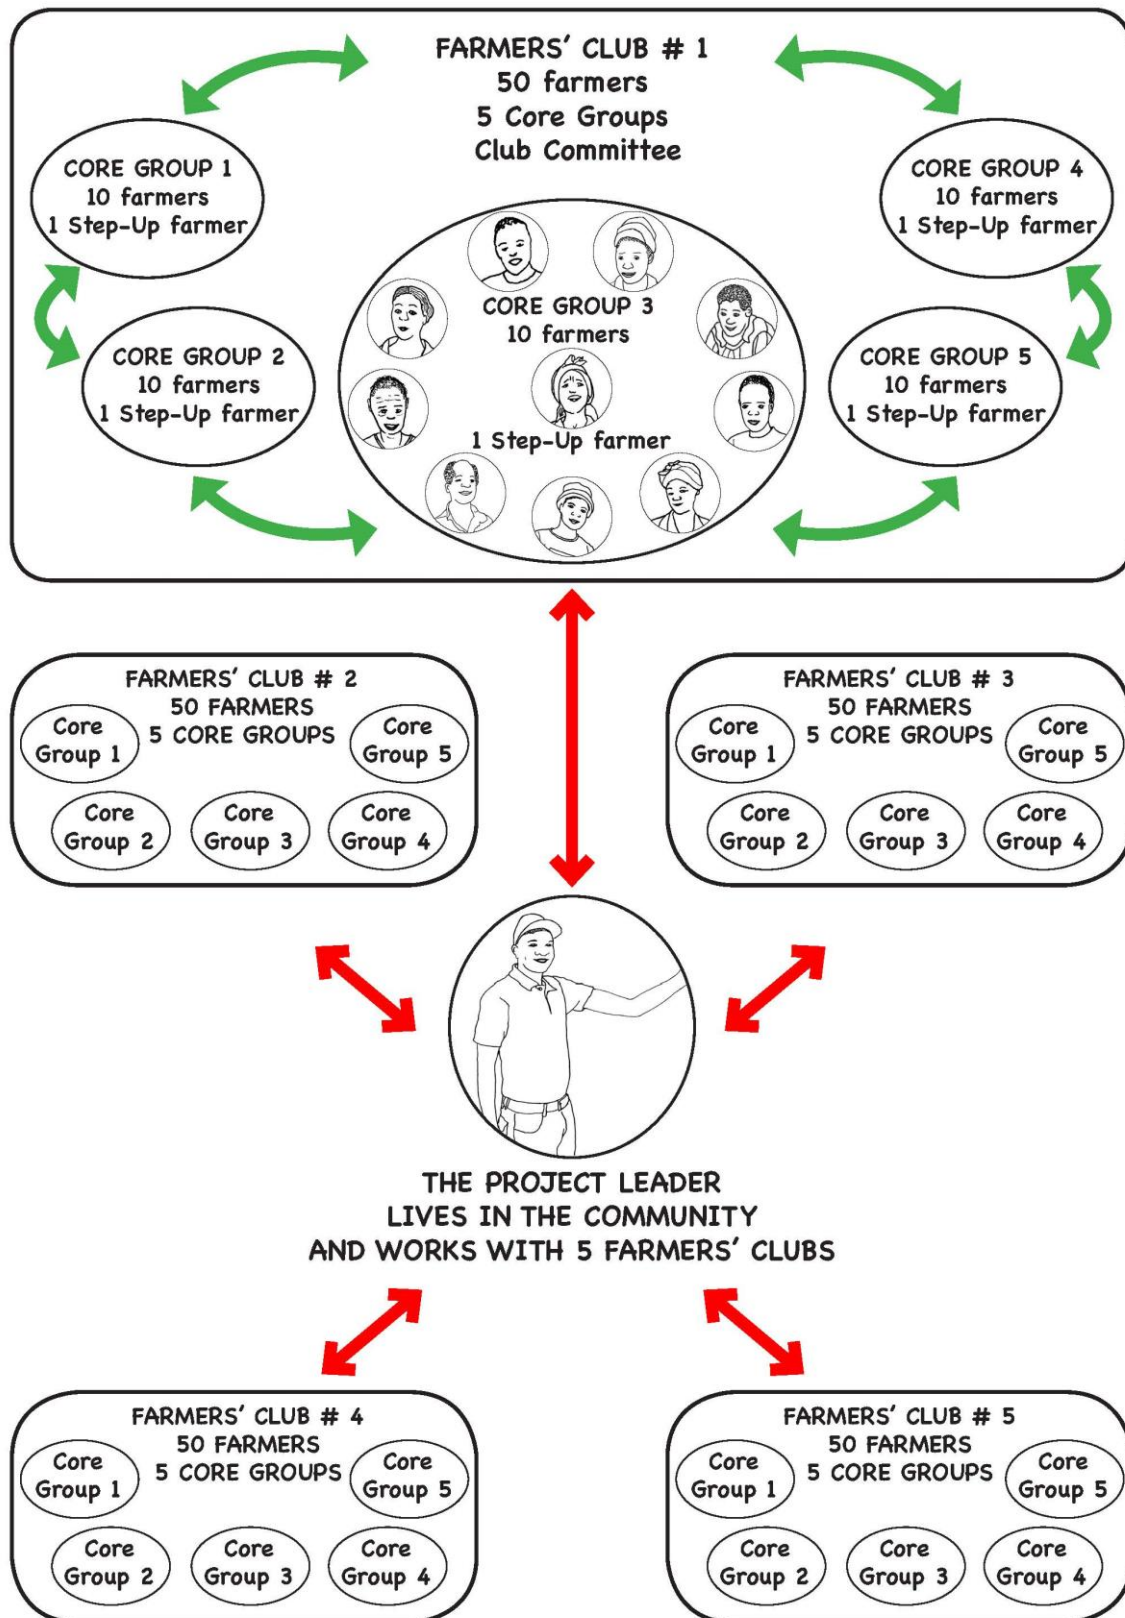 FARMERS' CLUB # 1
50 farmers
5 Core Groups
Club Committee
CORE GROUP 1
10 farmers
1 Step-Up farmer
CORE GROUP 2
10 farmers
1 Step-Up farmer
CORE GROUP 3
10 farmers
1 Step-Up farmer
CORE GROUP 4
10 farmers
1 Step-Up farmer
CORE GROUP 5
10 farmers
1 Step-Up farmer
FARMERS' CLUB # 2
50 FARMERS
5 CORE GROUPS
Core
Group 1
Core
Group 2
Core
Group 3
Core
Group 4
Core
Group 5
FARMERS' CLUB # 3
50 FARMERS
5 CORE GROUPS
Core
Group 1
Core
Group 2
Core
Group 3
Core
Group 4
Core
Group 5
THE PROJECT LEADER
LIVES IN THE COMMUNITY
AND WORKS WITH 5 FARMERS' CLUBS
FARMERS' CLUB # 4
50 FARMERS
5 CORE GROUPS
Core
Group 1
Core
Group 2
Core
Group 3
Core
Group 4
Core
Group 5
FARMERS' CLUB # 5
50 FARMERS
5 CORE GROUPS
Core
Group 1
Core
Group 2
Core
Group 3
Core
Group 4
Core
Group 5